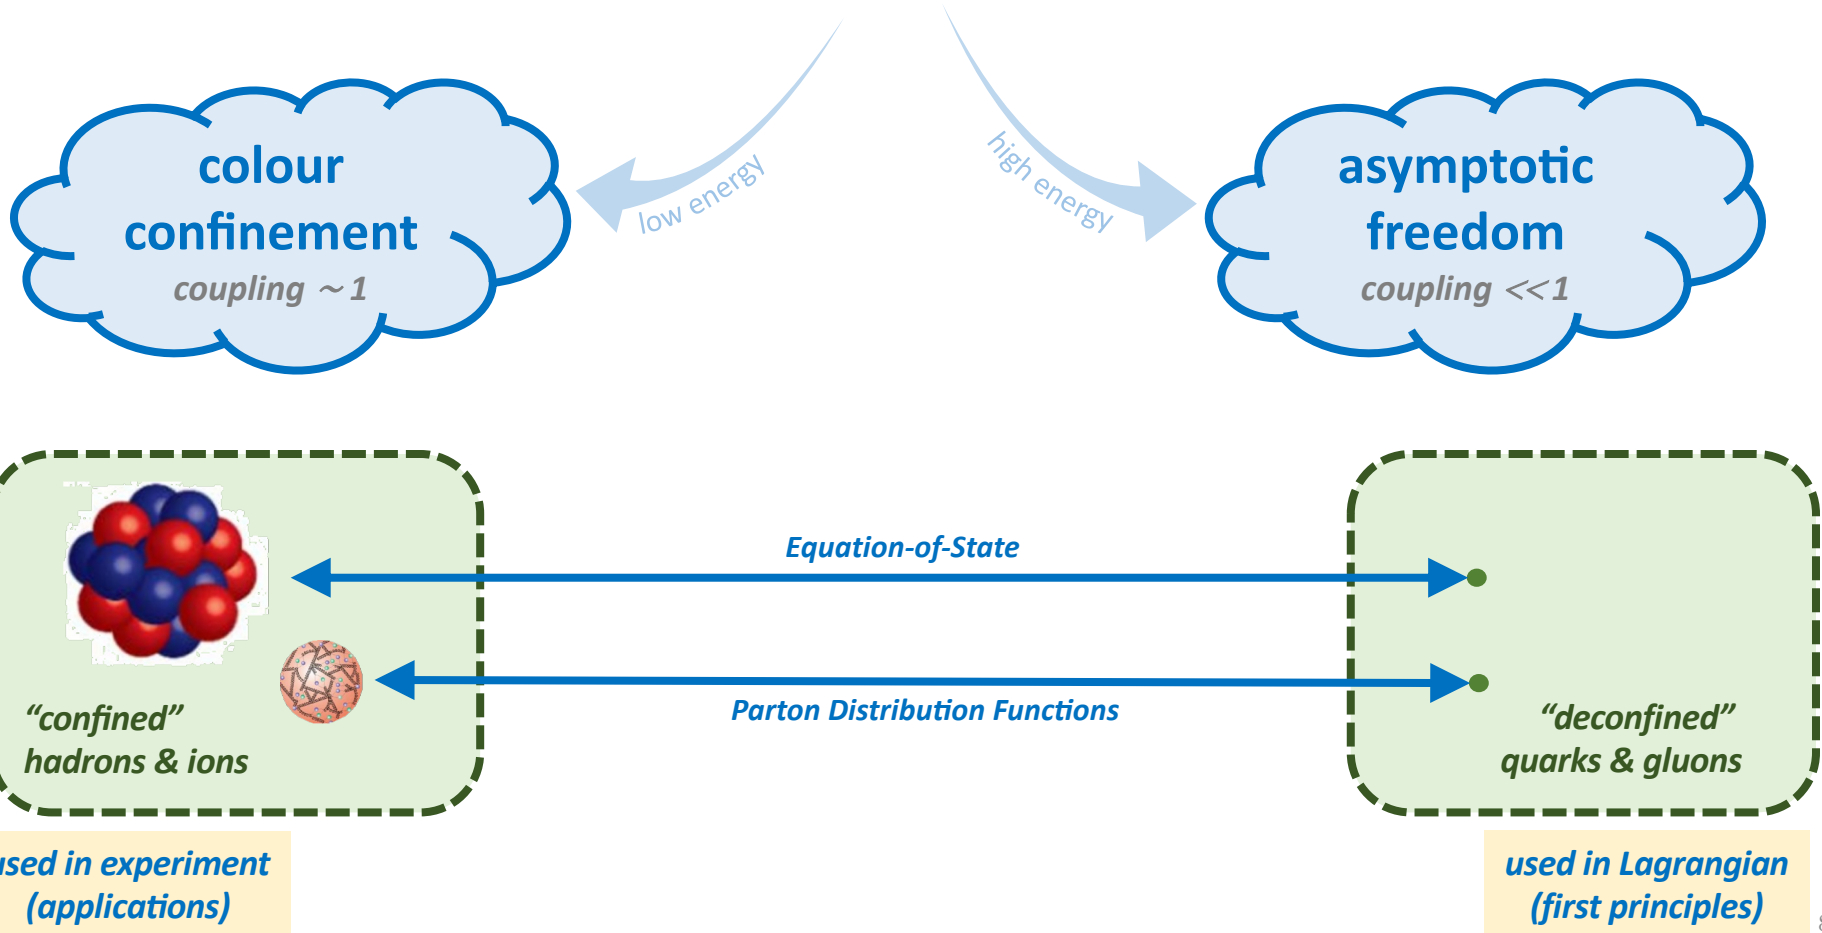 low energy
high energy
colour
confinement
coupling ~ 1
asymptotic
freedom
coupling << 1
Equation-of-State
Parton Distribution Functions
"confined"
hadrons & ions
"deconfined"
quarks & gluons
used in experiment
(applications)
used in Lagrangian
(first principles)